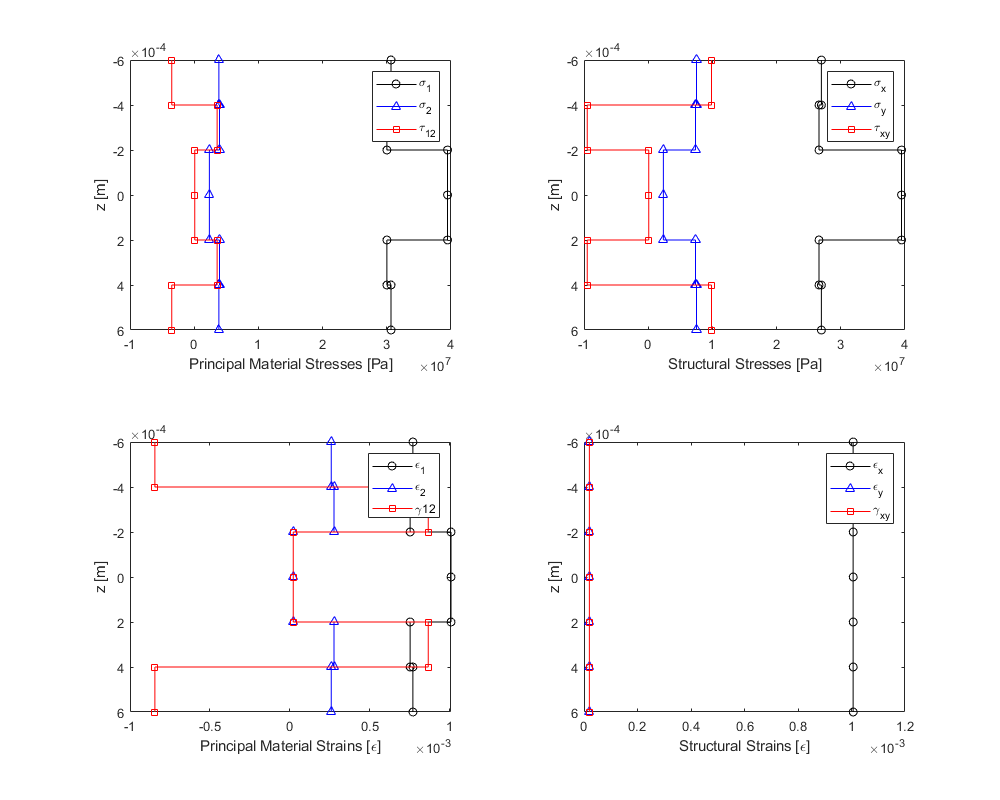 ×10⁻⁴
-6
-4
-2
0
2
4
6
z [m]
σ1
σ2
τ12
-1 0 1 2 3 4
Principal Material Stresses [Pa]
×10⁷
×10⁻⁴
-6
-4
-2
0
2
4
6
z [m]
σx
σy
τxy
-1 0 1 2 3 4
Structural Stresses [Pa]
×10⁷
×10⁻⁴
-6
-4
-2
0
2
4
6
z [m]
ϵ1
ϵ2
γ12
-1 -0.5 0 0.5 1
Principal Material Strains [ϵ]
×10⁻³
×10⁻⁴
-6
-4
-2
0
2
4
6
z [m]
ϵx
ϵy
γxy
0 0.2 0.4 0.6 0.8 1 1.2
Structural Strains [ϵ]
×10⁻³